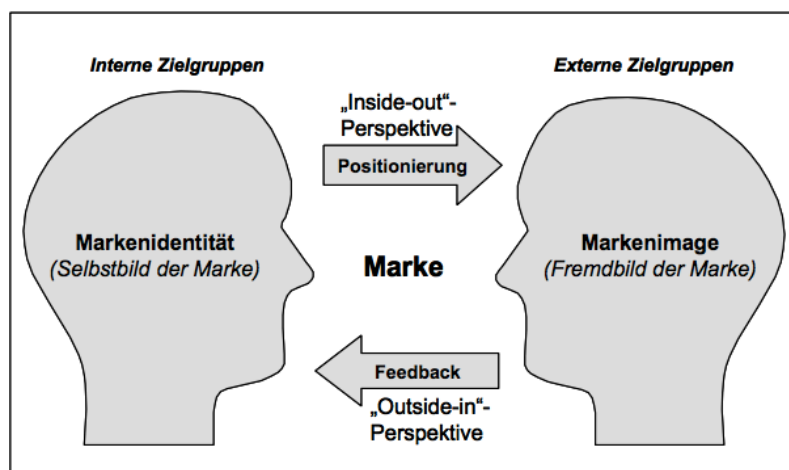 Interne Zielgruppen
Externe Zielgruppen
„Inside-out“-
Perspektive
Positionierung
Markenidentität
(Selbstbild der Marke)
Marke
Markenimage
(Fremdbild der Marke)
Feedback
„Outside-in“-
Perspektive